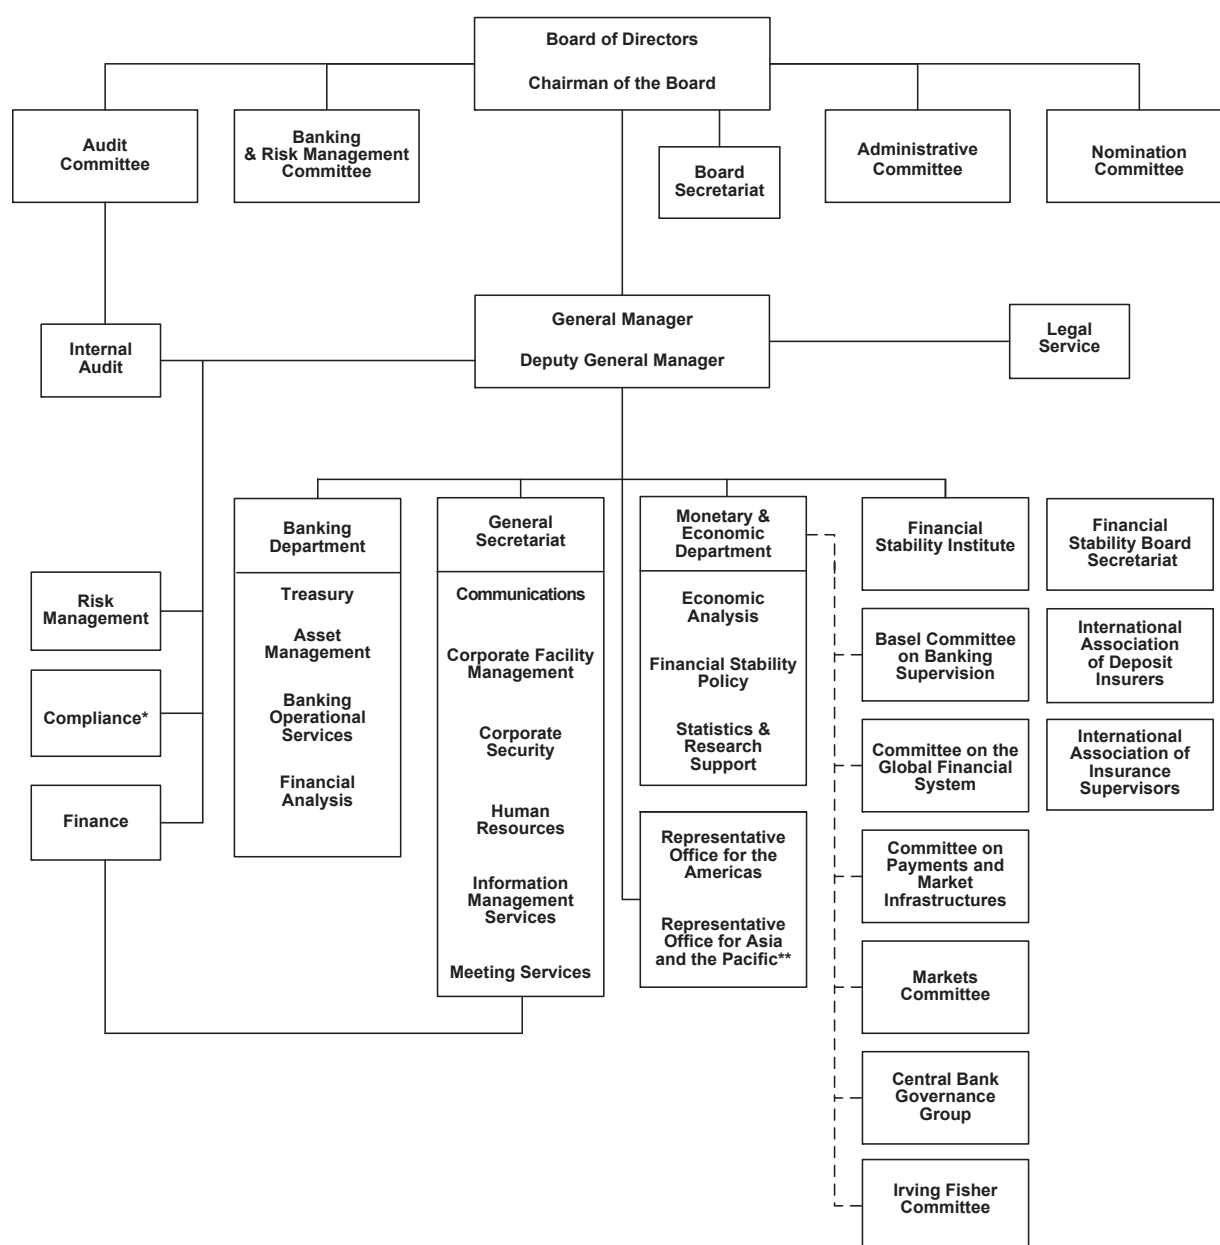 Board of Directors
Chairman of the Board
Audit
Committee
Banking
& Risk Management
Committee
Board
Secretariat
Administrative
Committee
Nomination
Committee
Internal
Audit
General Manager
Deputy General Manager
Legal
Service
Risk
Management
Compliance*
Finance
Banking
Department
Treasury
Asset
Management
Banking
Operational
Services
Financial
Analysis
General
Secretariat
Communications
Corporate Facility
Management
Corporate
Security
Human
Resources
Information
Management
Services
Meeting Services
Monetary &
Economic
Department
Economic
Analysis
Financial Stability
Policy
Statistics &
Research
Support
Representative
Office for the
Americas
Representative
Office for Asia
and the Pacific**
Financial
Stability Institute
Basel Committee
on Banking
Supervision
Committee on the
Global Financial
System
Committee on
Payments and
Market
Infrastructures
Markets
Committee
Central Bank
Governance
Group
Irving Fisher
Committee
Financial
Stability Board
Secretariat
International
Association
of Deposit
Insurers
International
Association of
Insurance
Supervisors